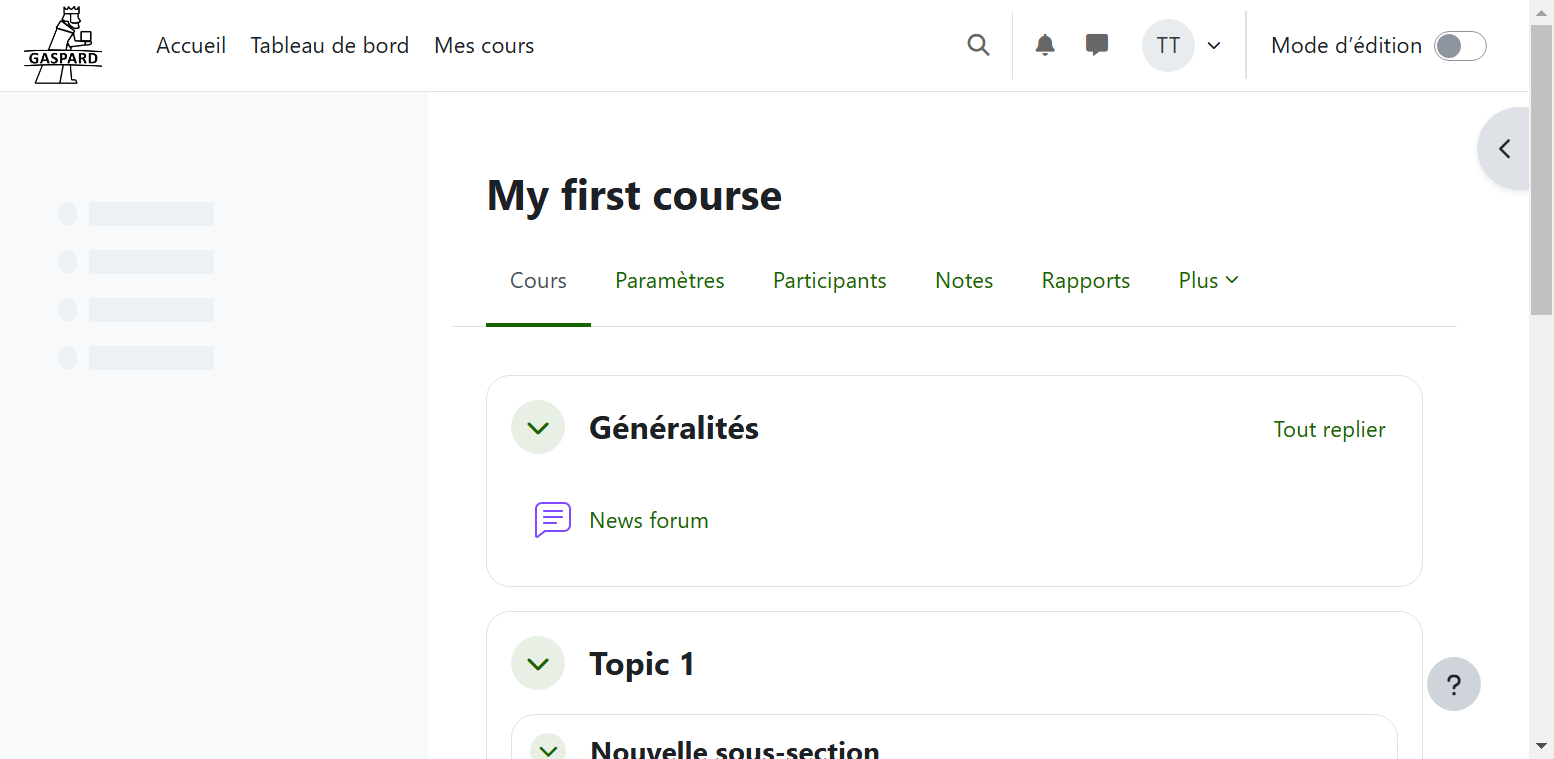 GASPARD
Accueil Tableau de bord Mes cours TT Mode d’édition
My first course
Cours Paramètres Participants Notes Rapports Plus
Généralités Tout replier
News forum
Topic 1
?
Nouvelle sous-section